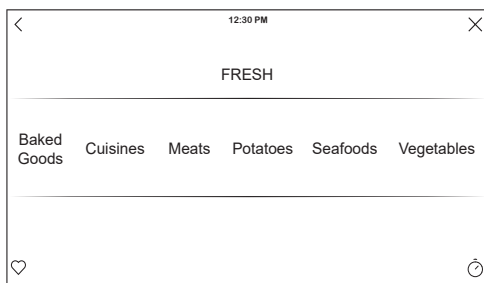 12:30 PM
FRESH
Baked
Goods
Cuisines
Meats
Potatoes
Seafoods
Vegetables